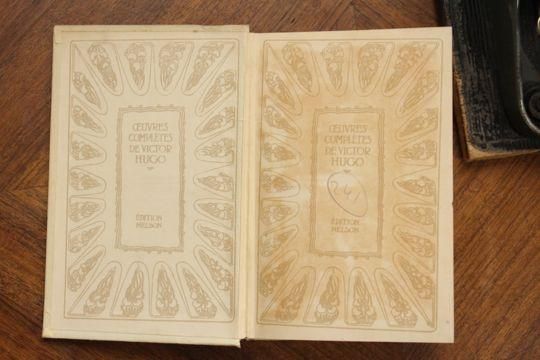 ŒUVRES
COMPLÈTES
DE VICTOR
HUGO
ÉDITION
NELSON
ŒUVRES
COMPLÈTES
DE VICTOR
HUGO
ÉDITION
NELSON